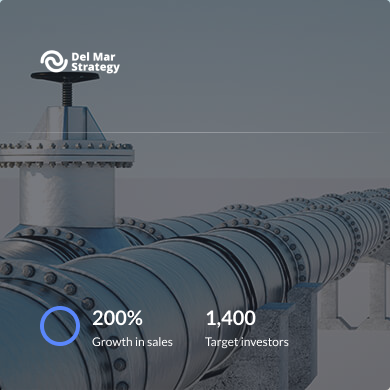 Del Mar
Strategy
200%
Growth in sales
1,400
Target investors